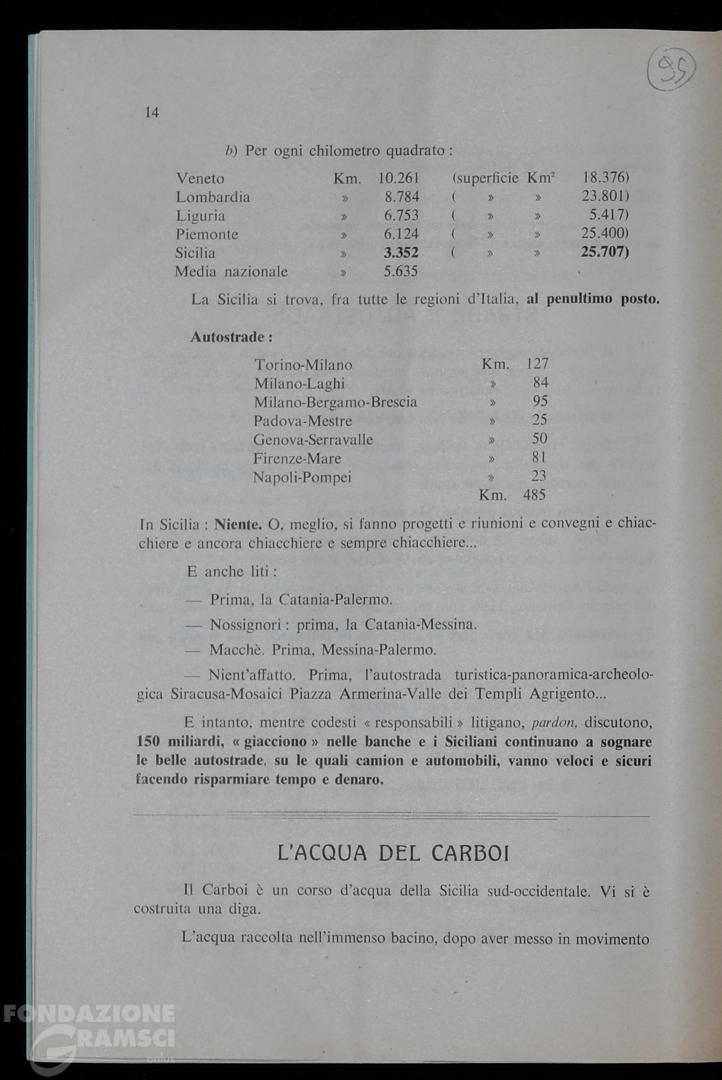 95
14
b) Per ogni chilometro quadrato :
Veneto Km. 10.261 (superficie Km² 18.376)
Lombardia » 8.784 ( » » 23.801)
Liguria » 6.753 ( » » 5.417)
Piemonte » 6.124 ( » » 25.400)
Sicilia » 3.352 ( » » 25.707)
Media nazionale » 5.635
La Sicilia si trova, fra tutte le regioni d'Italia, al penultimo posto.
Autostrade :
Torino-Milano Km. 127
Milano-Laghi » 84
Milano-Bergamo-Brescia » 95
Padova-Mestre » 25
Genova-Serravalle » 50
Firenze-Mare » 81
Napoli-Pompei » 23
Km. 485
In Sicilia : Niente. O, meglio, si fanno progetti e riunioni e convegni e chiac-
chiere e ancora chiacchiere e sempre chiacchiere...
E anche liti :
— Prima, la Catania-Palermo.
— Nossignori : prima, la Catania-Messina.
— Macchè. Prima, Messina-Palermo.
— Nient'affatto. Prima, l'autostrada turistica-panoramica-archeolo-
gica Siracusa-Mosaici Piazza Armerina-Valle dei Templi Agrigento...
E intanto, mentre codesti « responsabili » litigano, pardon, discutono,
150 miliardi, « giacciono » nelle banche e i Siciliani continuano a sognare
le belle autostrade, su le quali camion e automobili, vanno veloci e sicuri
facendo risparmiare tempo e denaro.
L'ACQUA DEL CARBOI
Il Carboi è un corso d'acqua della Sicilia sud-occidentale. Vi si è
costruita una diga.
L'acqua raccolta nell'immenso bacino, dopo aver messo in movimento
FONDAZIONE
GRAMSCI
onlus